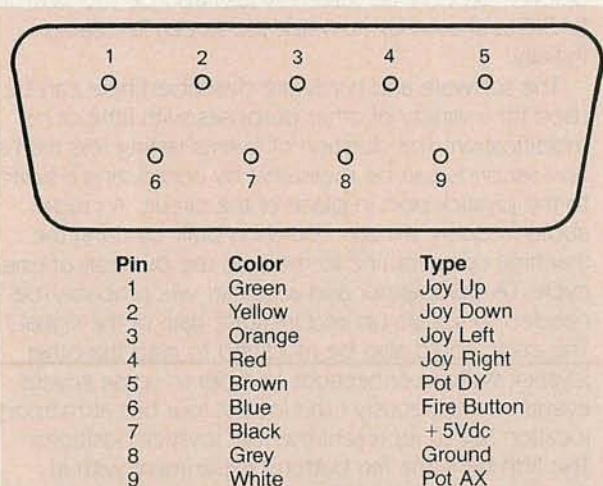 1 2 3 4 5
6 7 8 9
Pin Color Type
1 Green Joy Up
2 Yellow Joy Down
3 Orange Joy Left
4 Red Joy Right
5 Brown Pot DY
6 Blue Fire Button
7 Black +5Vdc
8 Grey Ground
9 White Pot AX